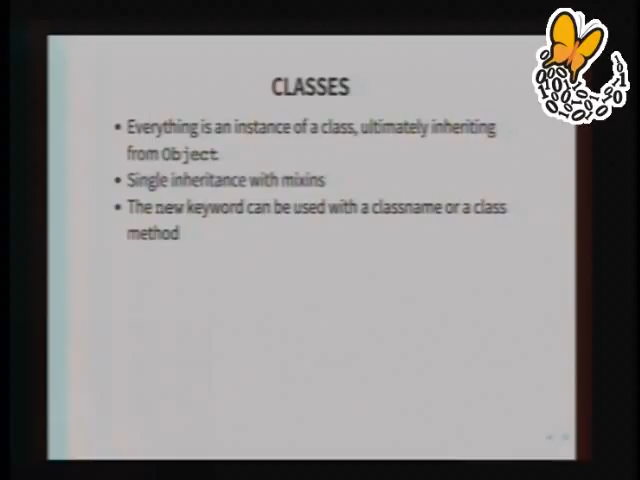 CLASSES
• Everything is an instance of a class, ultimately inheriting
from Object
• Single inheritance with mixins
• The new keyword can be used with a classname or a class
method